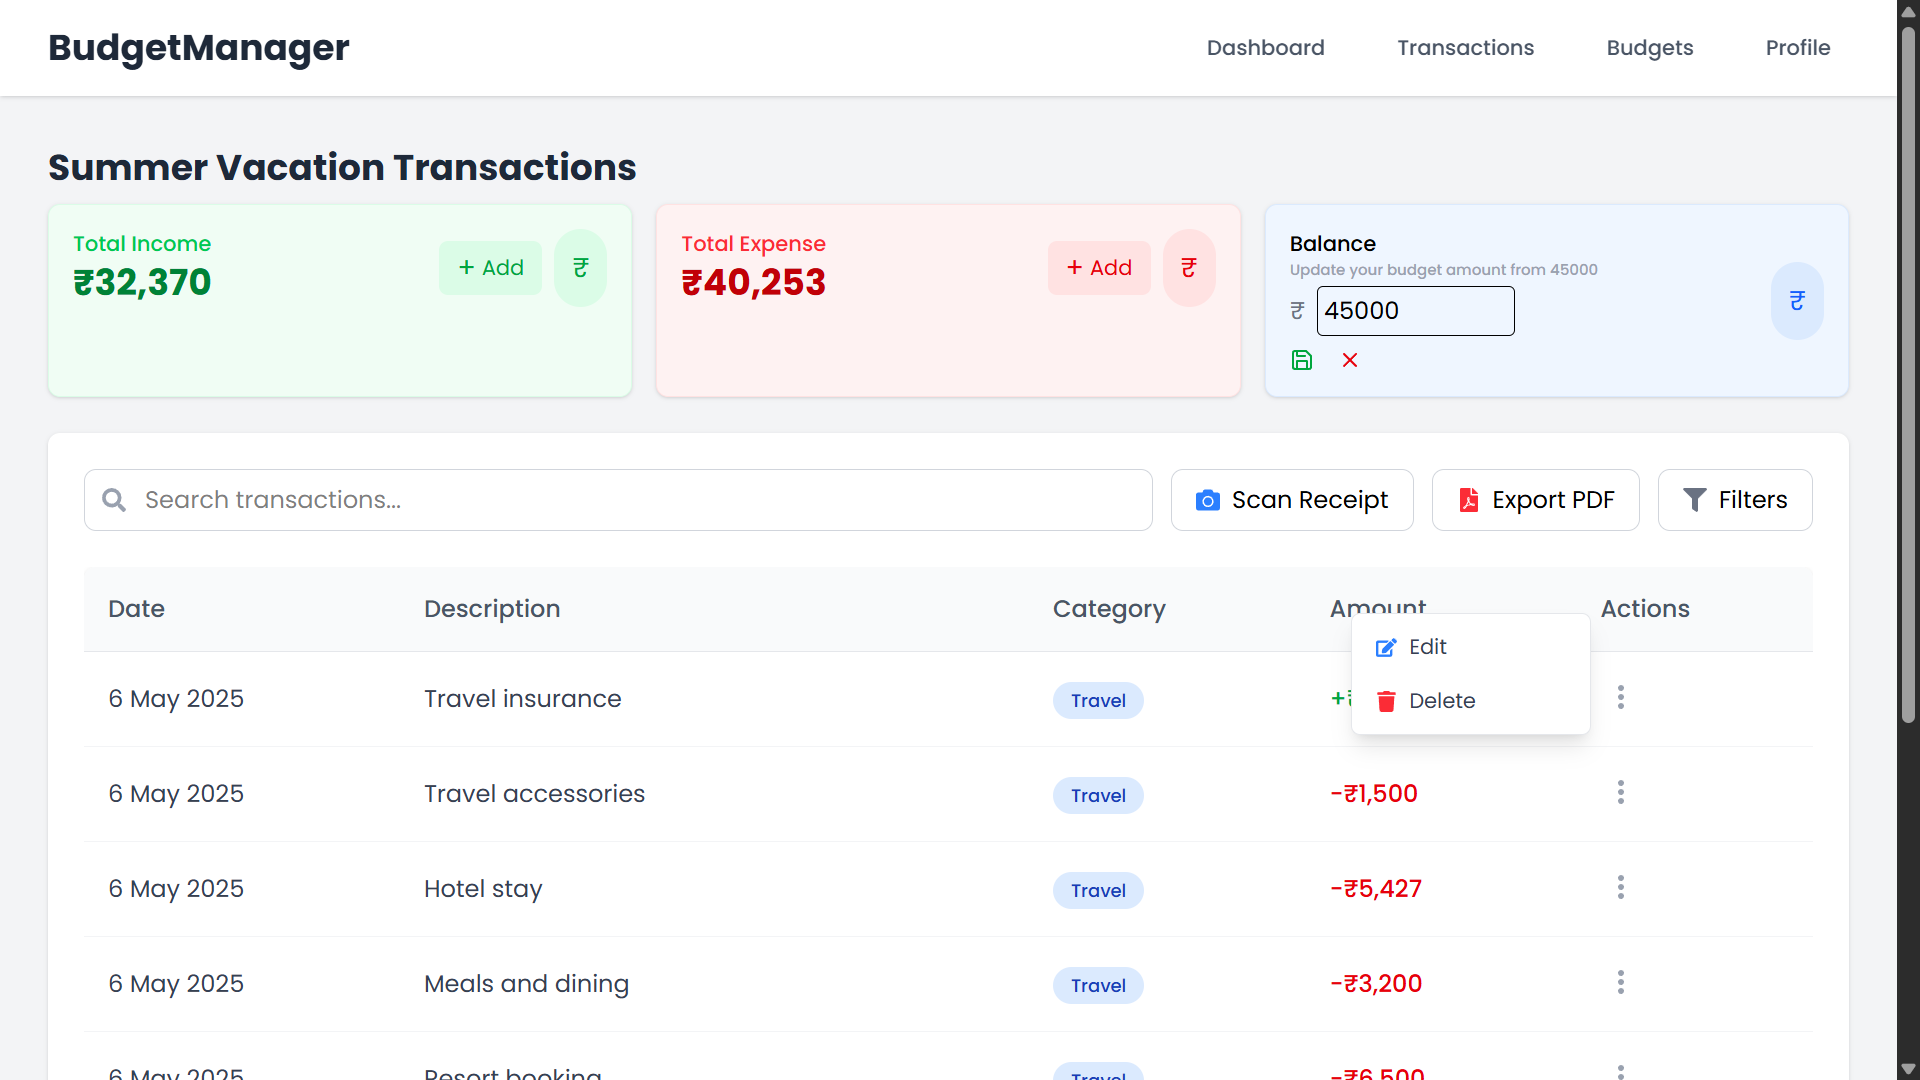 BudgetManager
Dashboard
Transactions
Budgets
Profile
Summer Vacation Transactions
Total Income
₹32,370
+ Add
₹
Total Expense
₹40,253
+ Add
₹
Balance
Update your budget amount from 45000
₹ 45000
₹
Search transactions...
Scan Receipt
Export PDF
Filters
Date Description Category Amount Actions
Edit
Delete
6 May 2025 Travel insurance Travel +₹
6 May 2025 Travel accessories Travel -₹1,500
6 May 2025 Hotel stay Travel -₹5,427
6 May 2025 Meals and dining Travel -₹3,200
6 May 2025 Resort booking Travel -₹6,500